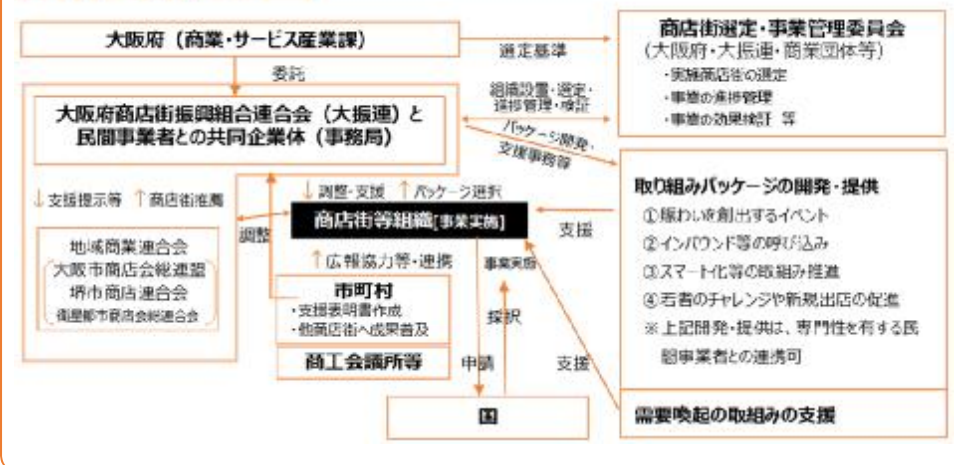 大阪府（商業・サービス産業課）
委託
選定基準
商店街選定・事業管理委員会
（大阪府・大振連・商業団体等）
・実施商店街の選定
・事業の進捗管理
・事業の効果検証 等
大阪府商店街振興組合連合会（大振連）と
民間事業者との共同企業体（事務局）
組織設置・選定・
進捗管理・検証
パッケージ開発・
支援事務等
↓支援提示等 ↑商店街推薦
↓調整・支援 ↑パッケージ選択
調整
商店街等組織[事業実施]
支援
地域商業連合会
大阪市商店会総連盟
堺市商店連合会
衛星都市商店会総連合会
↑広報協力等・連携
事業実施
市町村
・支援表明書作成
・他商店街へ成果普及
商工会議所等
採択
申請
支援
国
取り組みパッケージの開発・提供
①賑わいを創出するイベント
②インバウンド等の呼び込み
③スマート化等の取組み推進
④若者のチャレンジや新規出店の促進
※上記開発・提供は、専門性を有する民
間事業者との連携可
需要喚起の取組みの支援